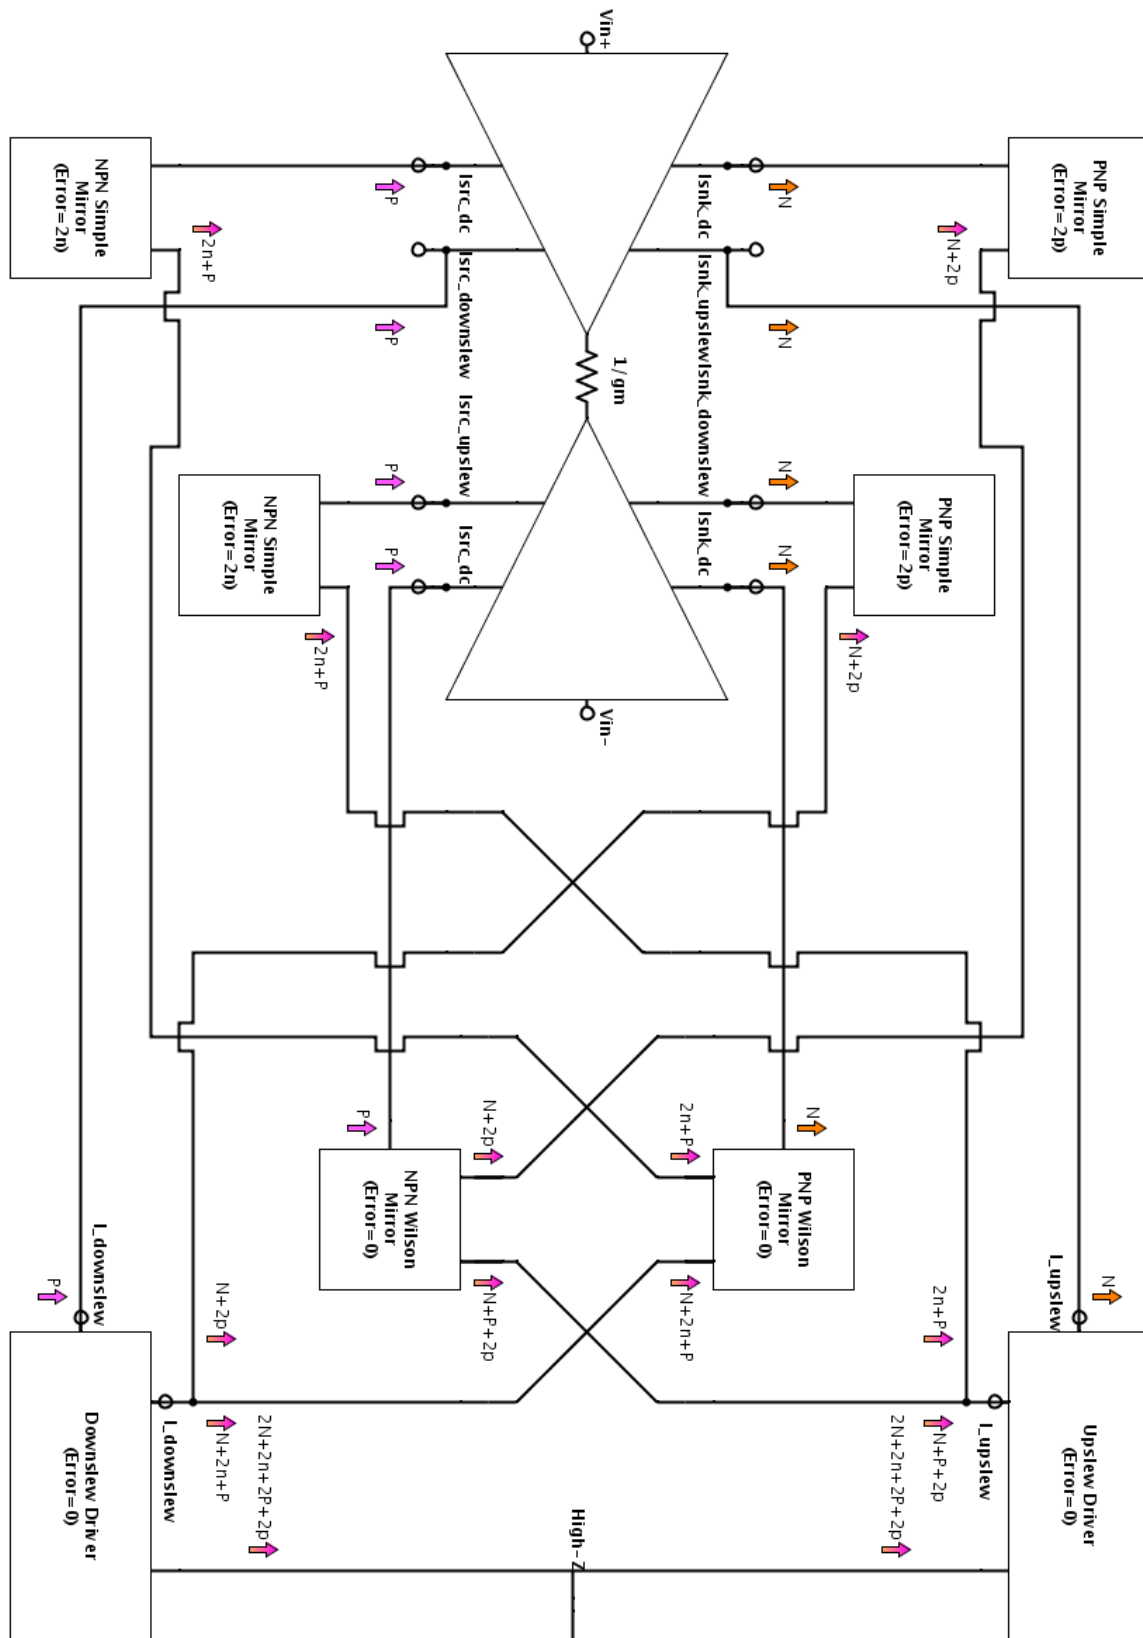 PNP Simple
Mirror
(Error=2p)
N
I_upslew
Upslew Driver
(Error=0)
N+2p
PNP Simple
Mirror
(Error=2p)
N+2p
2n+P
N+P+2p
I_upslew
2N+2n+2P+2p
N
N
N
N
N
PNP Wilson
Mirror
(Error=0)
Isnk_dc
Isnk_upslew
Isnk_downslew
Isnk_dc
2n+P
N+2n+P
Vin+
1/gm
Vin-
High-Z
Isrc_dc
Isrc_downslew
Isrc_upslew
Isrc_dc
N+2p
N+P+2p
P
P
P
P
P
NPN Wilson
Mirror
(Error=0)
NPN Simple
Mirror
(Error=2n)
2n+P
2n+P
NPN Simple
Mirror
(Error=2n)
N+2p
N+2n+P
2N+2n+2P+2p
I_downslew
P
I_downslew
Downslew Driver
(Error=0)